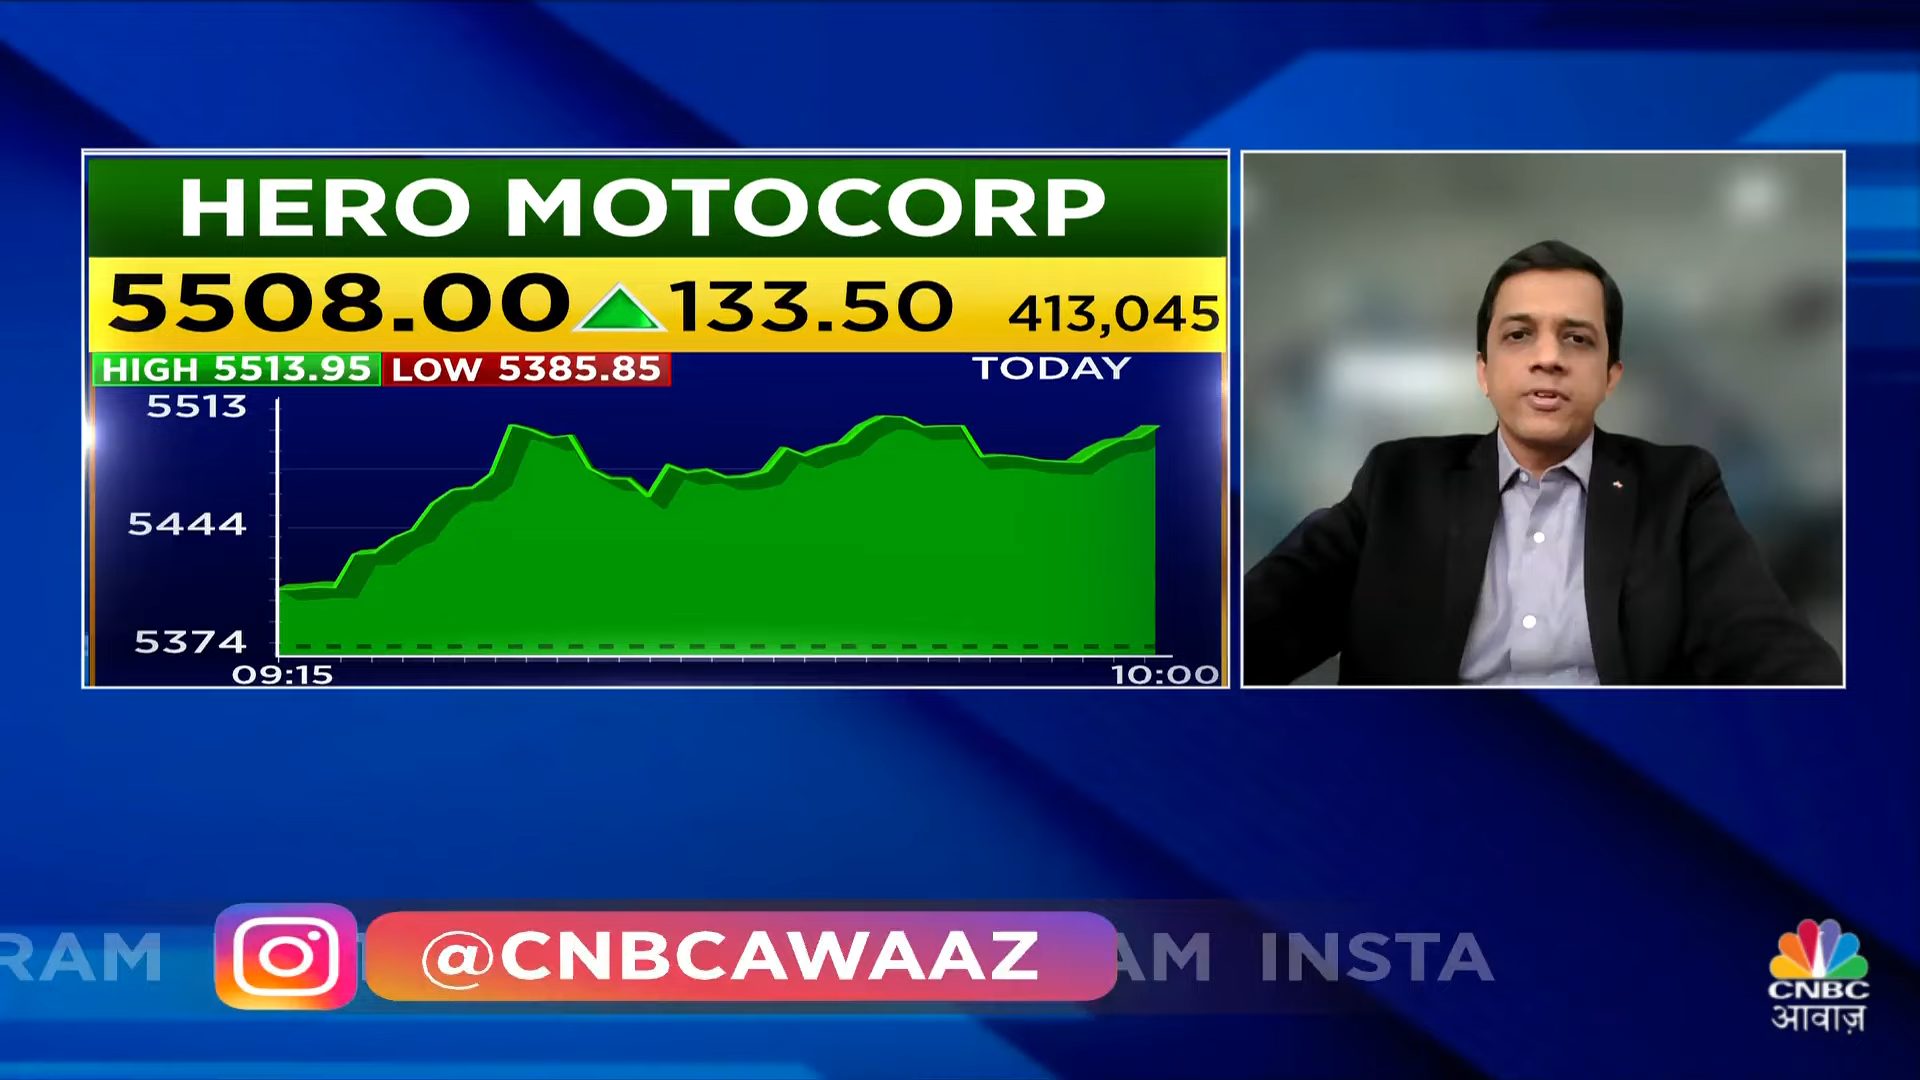 HERO MOTOCORP
5508.00 133.50 413,045
HIGH 5513.95 LOW 5385.85 TODAY
5513
5444
5374
09:15 10:00
RAM @CNBCAWAAZ AM INSTA
CNBC
आवाज़